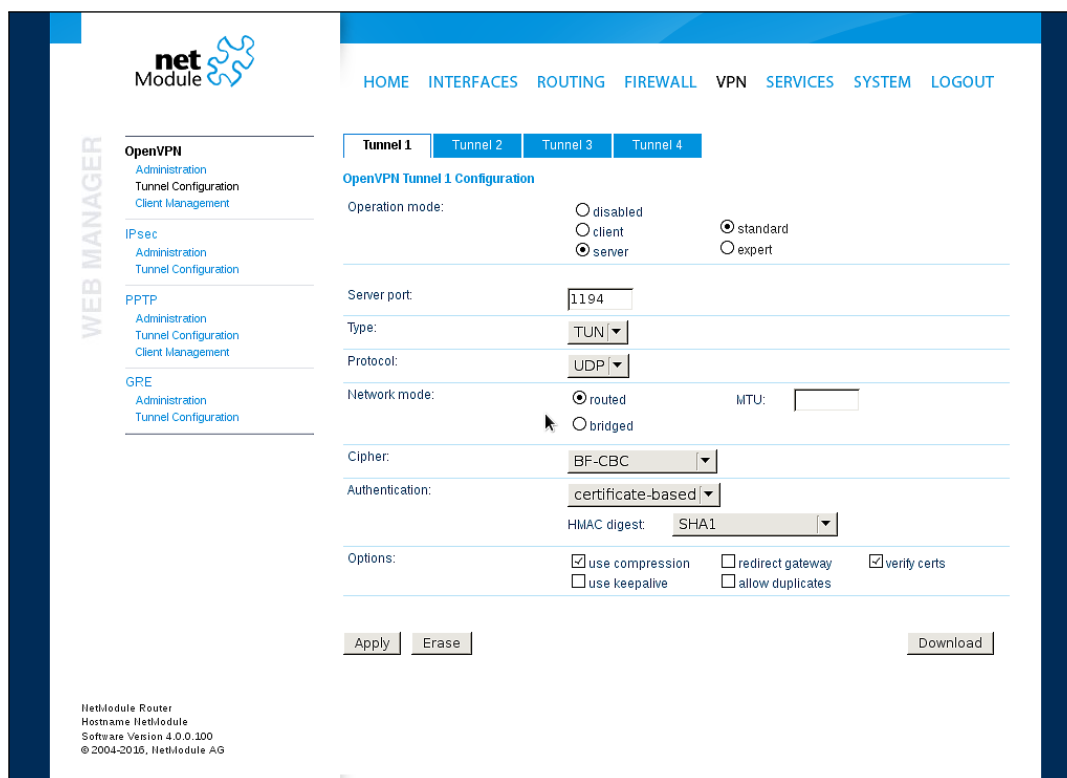 net
Module
HOME INTERFACES ROUTING FIREWALL VPN SERVICES SYSTEM LOGOUT
WEB MANAGER
OpenVPN
Administration
Tunnel Configuration
Client Management
IPsec
Administration
Tunnel Configuration
PPTP
Administration
Tunnel Configuration
Client Management
GRE
Administration
Tunnel Configuration
Tunnel 1 Tunnel 2 Tunnel 3 Tunnel 4
OpenVPN Tunnel 1 Configuration
Operation mode:
disabled
client standard
server expert
Server port: 1194
Type: TUN
Protocol: UDP
Network mode: routed MTU:
bridged
Cipher: BF-CBC
Authentication: certificate-based
HMAC digest: SHA1
Options: use compression redirect gateway verify certs
use keepalive allow duplicates
Apply Erase Download
NetModule Router
Hostname NetModule
Software Version 4.0.0.100
© 2004-2016, NetModule AG